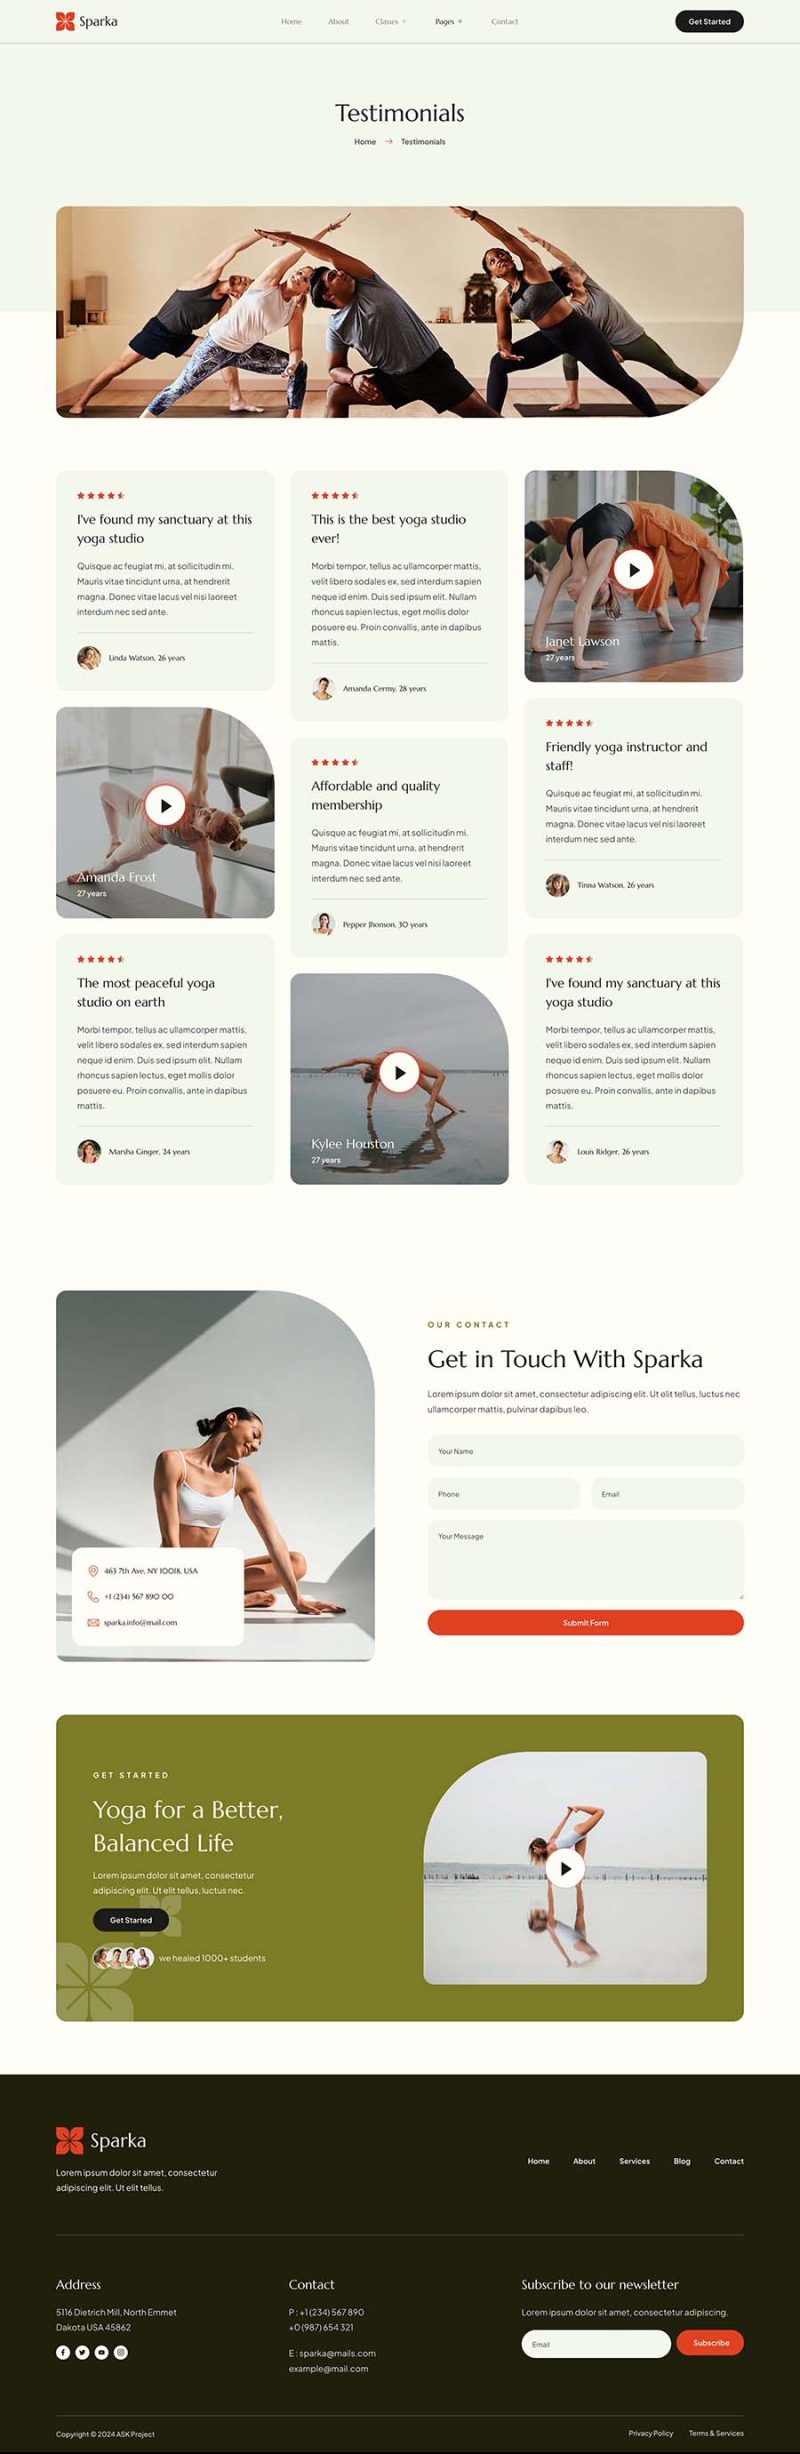 Sparka
Home
About
Classes +
Pages +
Contact
Get Started
Testimonials
Home → Testimonials
I've found my sanctuary at this
yoga studio
Quisque ac feugiat mi, at sollicitudin mi.
Mauris vitae tincidunt urna, at hendrerit
magna. Donec vitae lacus vel nisi laoreet
interdum nec sed ante.
Linda Watson, 26 years
Amanda Frost
27 years
The most peaceful yoga
studio on earth
Morbi tempor, tellus ac ullamcorper mattis,
velit libero sodales ex, sed interdum sapien
neque id enim. Duis sed ipsum elit. Nullam
rhoncus sapien lectus, eget mollis dolor
posuere eu. Proin convallis, ante in dapibus
mattis.
Marsha Ginger, 24 years
This is the best yoga studio
ever!
Morbi tempor, tellus ac ullamcorper mattis,
velit libero sodales ex, sed interdum sapien
neque id enim. Duis sed ipsum elit. Nullam
rhoncus sapien lectus, eget mollis dolor
posuere eu. Proin convallis, ante in dapibus
mattis.
Amanda Cermy, 28 years
Affordable and quality
membership
Quisque ac feugiat mi, at sollicitudin mi.
Mauris vitae tincidunt urna, at hendrerit
magna. Donec vitae lacus vel nisi laoreet
interdum nec sed ante.
Pepper Jhonson, 30 years
Kylee Houston
27 years
Janet Lawson
27 years
Friendly yoga instructor and
staff!
Quisque ac feugiat mi, at sollicitudin mi.
Mauris vitae tincidunt urna, at hendrerit
magna. Donec vitae lacus vel nisi laoreet
interdum nec sed ante.
Tinna Watson, 26 years
I've found my sanctuary at this
yoga studio
Morbi tempor, tellus ac ullamcorper mattis,
velit libero sodales ex, sed interdum sapien
neque id enim. Duis sed ipsum elit. Nullam
rhoncus sapien lectus, eget mollis dolor
posuere eu. Proin convallis, ante in dapibus
mattis.
Louis Ridger, 26 years
463 7th Ave, NY 10018, USA
+1 (234) 567 890 00
sparka.info@mail.com
OUR CONTACT
Get in Touch With Sparka
Lorem ipsum dolor sit amet, consectetur adipiscing elit. Ut elit tellus, luctus nec
ullamcorper mattis, pulvinar dapibus leo.
Your Name
Phone
Email
Your Message
Submit Form
GET STARTED
Yoga for a Better,
Balanced Life
Lorem ipsum dolor sit amet, consectetur
adipiscing elit. Ut elit tellus, luctus nec.
Get Started
we healed 1000+ students
Sparka
Lorem ipsum dolor sit amet, consectetur
adipiscing elit. Ut elit tellus.
Home
About
Services
Blog
Contact
Address
5116 Dietrich Mill, North Emmet
Dakota USA 45862
Contact
P : +1 (234) 567 890
+0 (987) 654 321
E : sparka@mails.com
example@mail.com
Subscribe to our newsletter
Lorem ipsum dolor sit amet, consectetur adipiscing.
Email
Subscribe
Copyright © 2024 ASK Project
Privacy Policy
Terms & Services